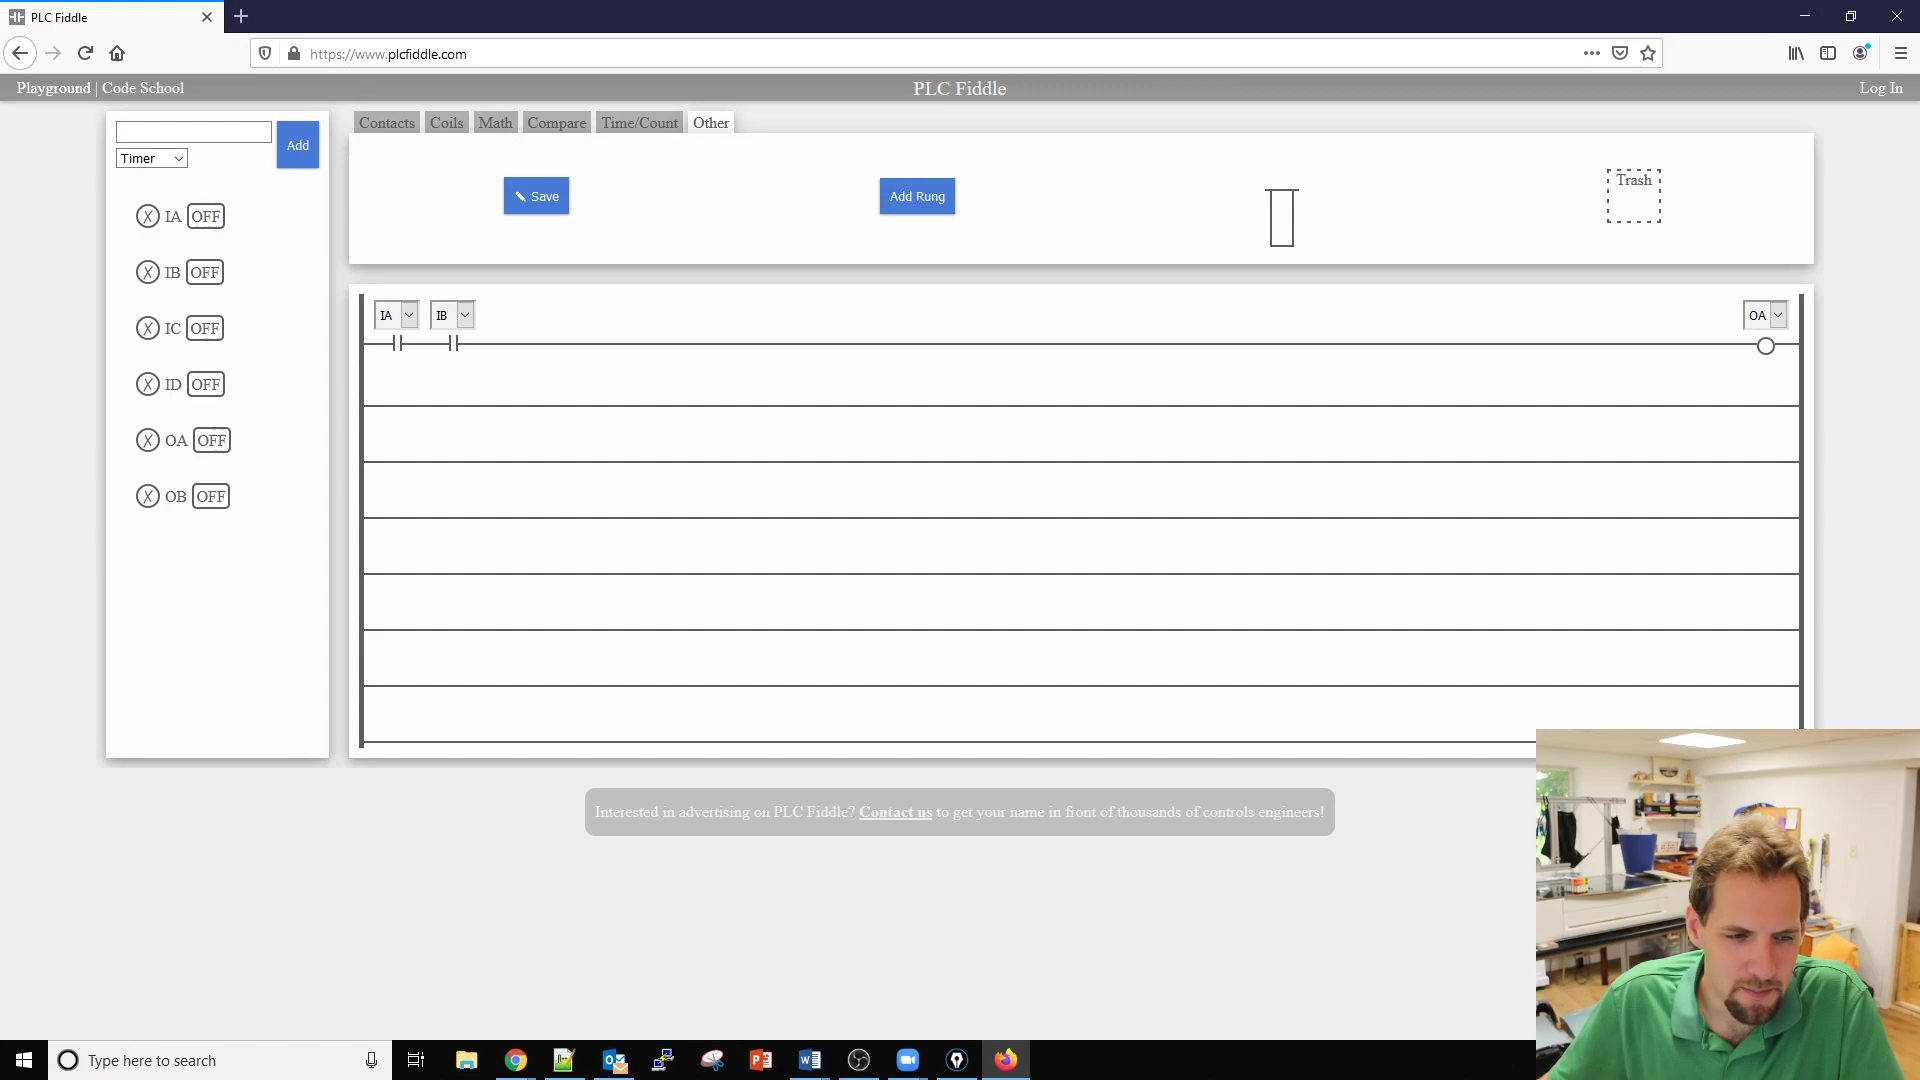 PLC Fiddle
https://www.plcfiddle.com
Playground | Code School
PLC Fiddle
Log In
Contacts
Coils
Math
Compare
Time/Count
Other
Add
Timer
Save
Add Rung
Trash
X IA OFF
X IB OFF
X IC OFF
X ID OFF
X OA OFF
X OB OFF
IA
IB
OA
Interested in advertising on PLC Fiddle? Contact us to get your name in front of thousands of controls engineers!
Type here to search